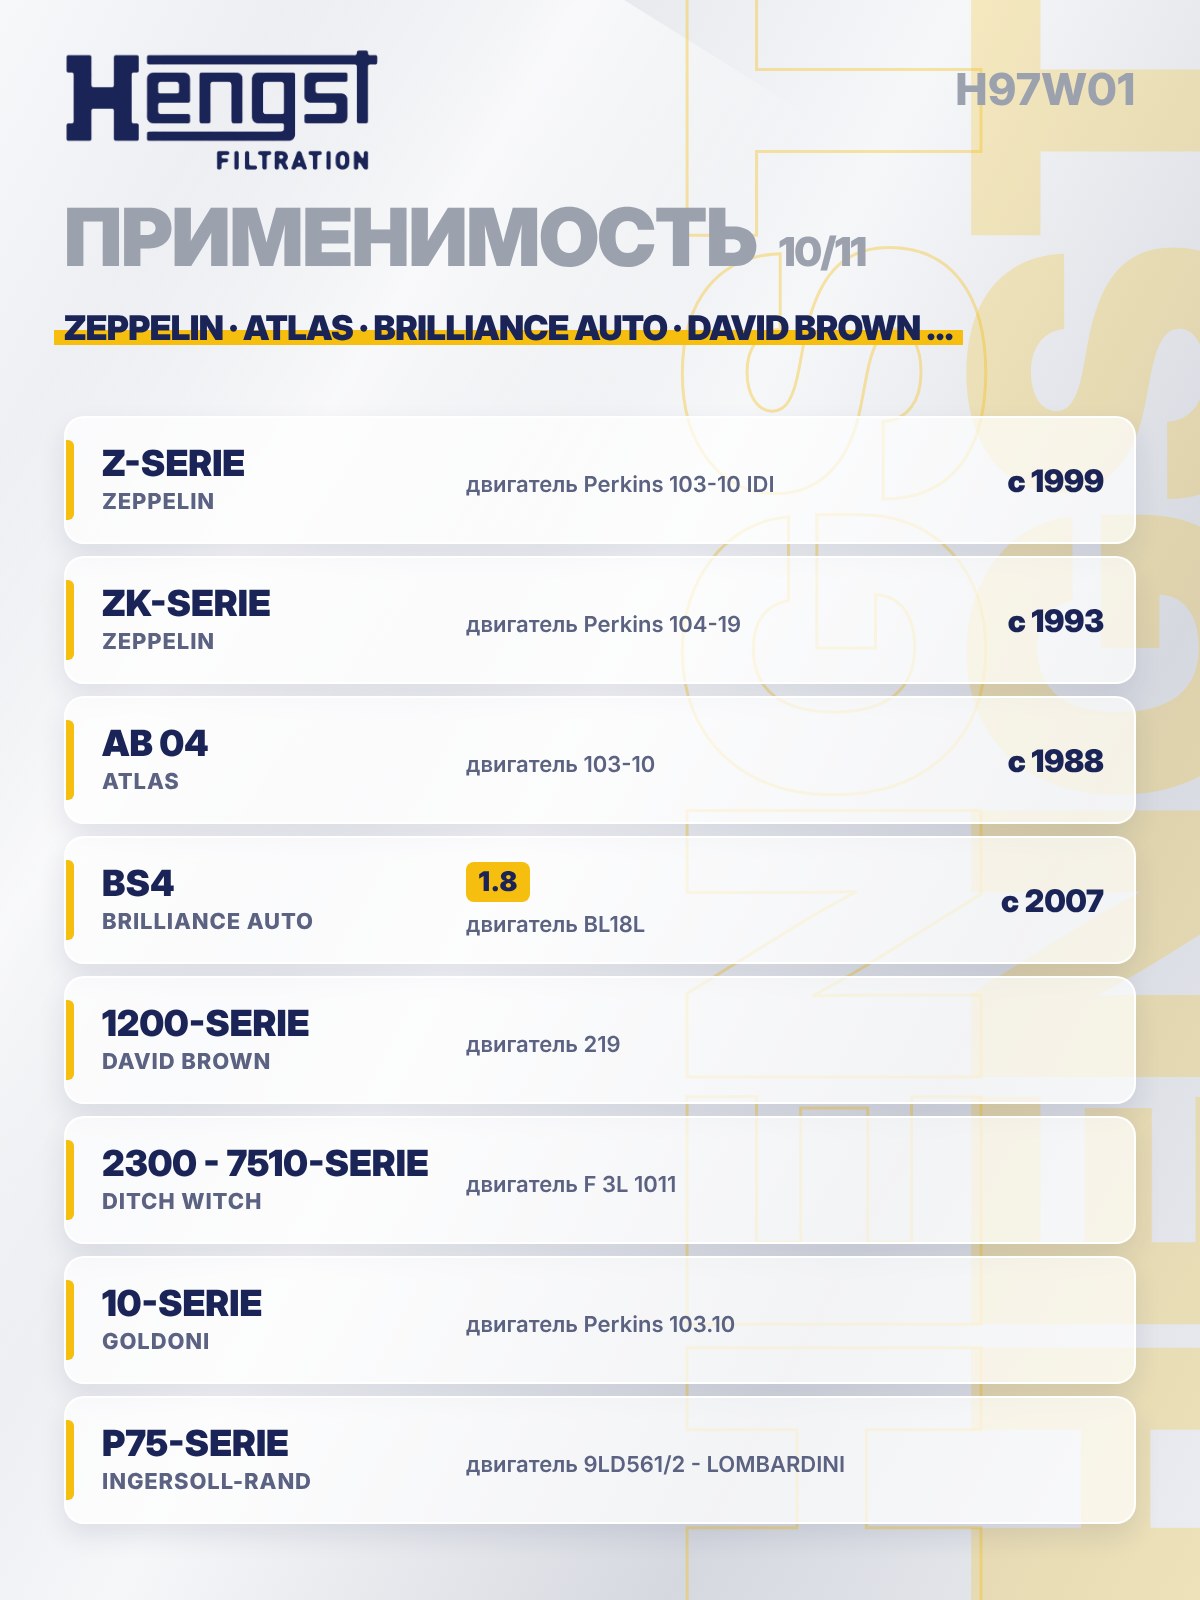 Hengst
FILTRATION
H97W01
ПРИМЕНИМОСТЬ 10/11
ZEPPELIN · ATLAS · BRILLIANCE AUTO · DAVID BROWN ...
Z-SERIE
ZEPPELIN
двигатель Perkins 103-10 IDI
с 1999
ZK-SERIE
ZEPPELIN
двигатель Perkins 104-19
с 1993
AB 04
ATLAS
двигатель 103-10
с 1988
BS4
BRILLIANCE AUTO
1.8
двигатель BL18L
с 2007
1200-SERIE
DAVID BROWN
двигатель 219
2300 - 7510-SERIE
DITCH WITCH
двигатель F 3L 1011
10-SERIE
GOLDONI
двигатель Perkins 103.10
P75-SERIE
INGERSOLL-RAND
двигатель 9LD561/2 - LOMBARDINI
HENGST
HENGST